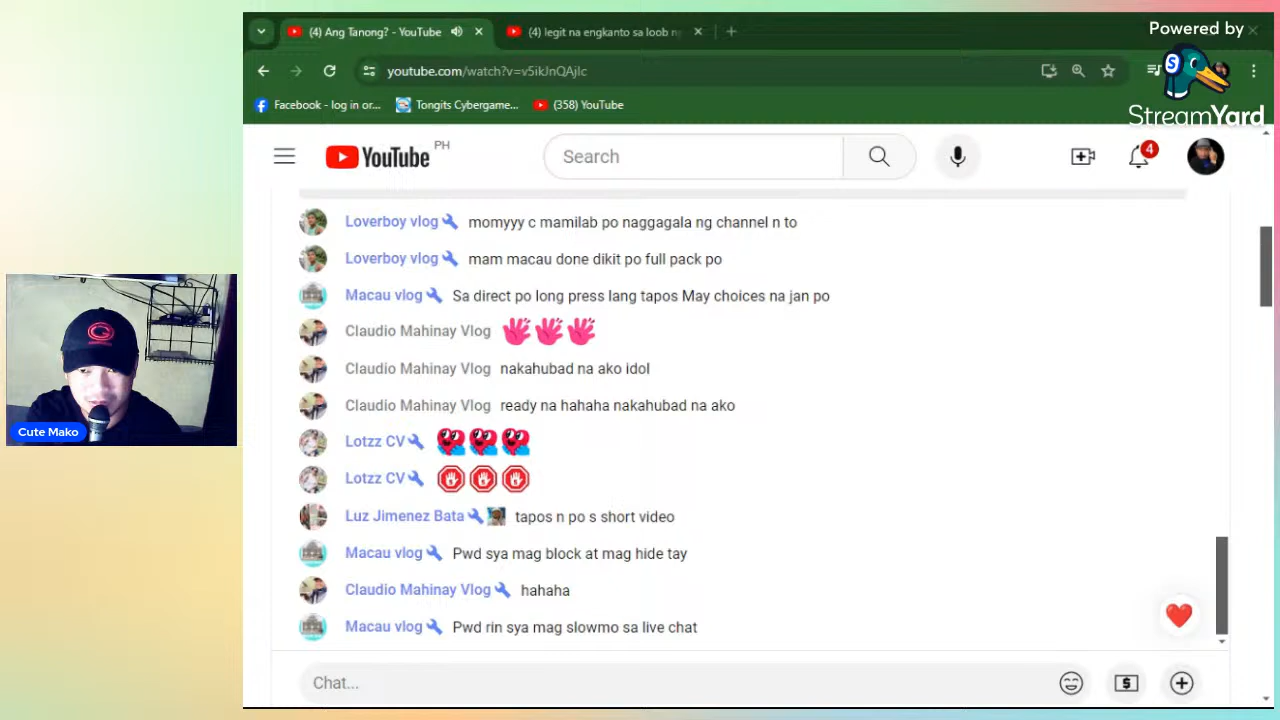 Powered by
StreamYard
(4) Ang Tanong? - YouTube
(4) legit na engkanto sa loob n
youtube.com/watch?v=v5ikJnQAjlc
Facebook - log in or...
Tongits Cybergame...
(358) YouTube
YouTube PH
Search
4
Loverboy vlog momyyy c mamilab po naggagala ng channel n to
Loverboy vlog mam macau done dikit po full pack po
Macau vlog Sa direct po long press lang tapos May choices na jan po
Claudio Mahinay Vlog
Claudio Mahinay Vlog nakahubad na ako idol
Claudio Mahinay Vlog ready na hahaha nakahubad na ako
Lotzz CV
Lotzz CV
Luz Jimenez Bata tapos n po s short video
Macau vlog Pwd sya mag block at mag hide tay
Claudio Mahinay Vlog hahaha
Macau vlog Pwd rin sya mag slowmo sa live chat
Chat...
Cute Mako